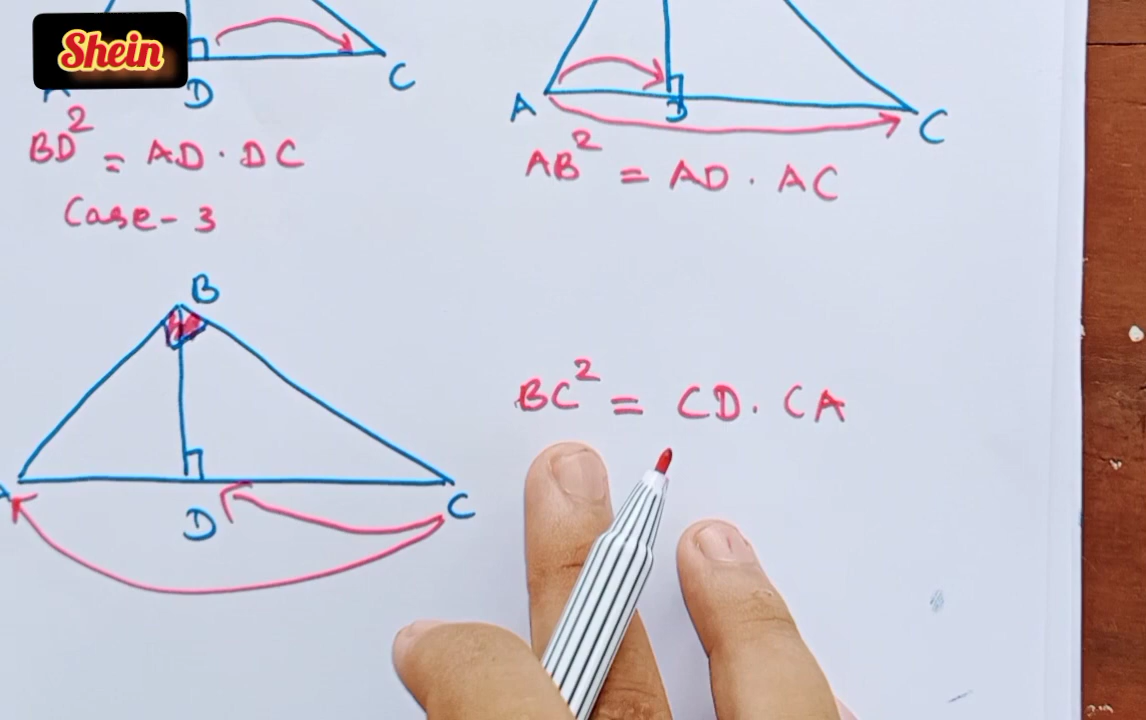 Shein
D
C
BD² = AD · DC
A
D
C
AB² = AD . AC
Case - 3
B
D
C
BC² = CD . CA